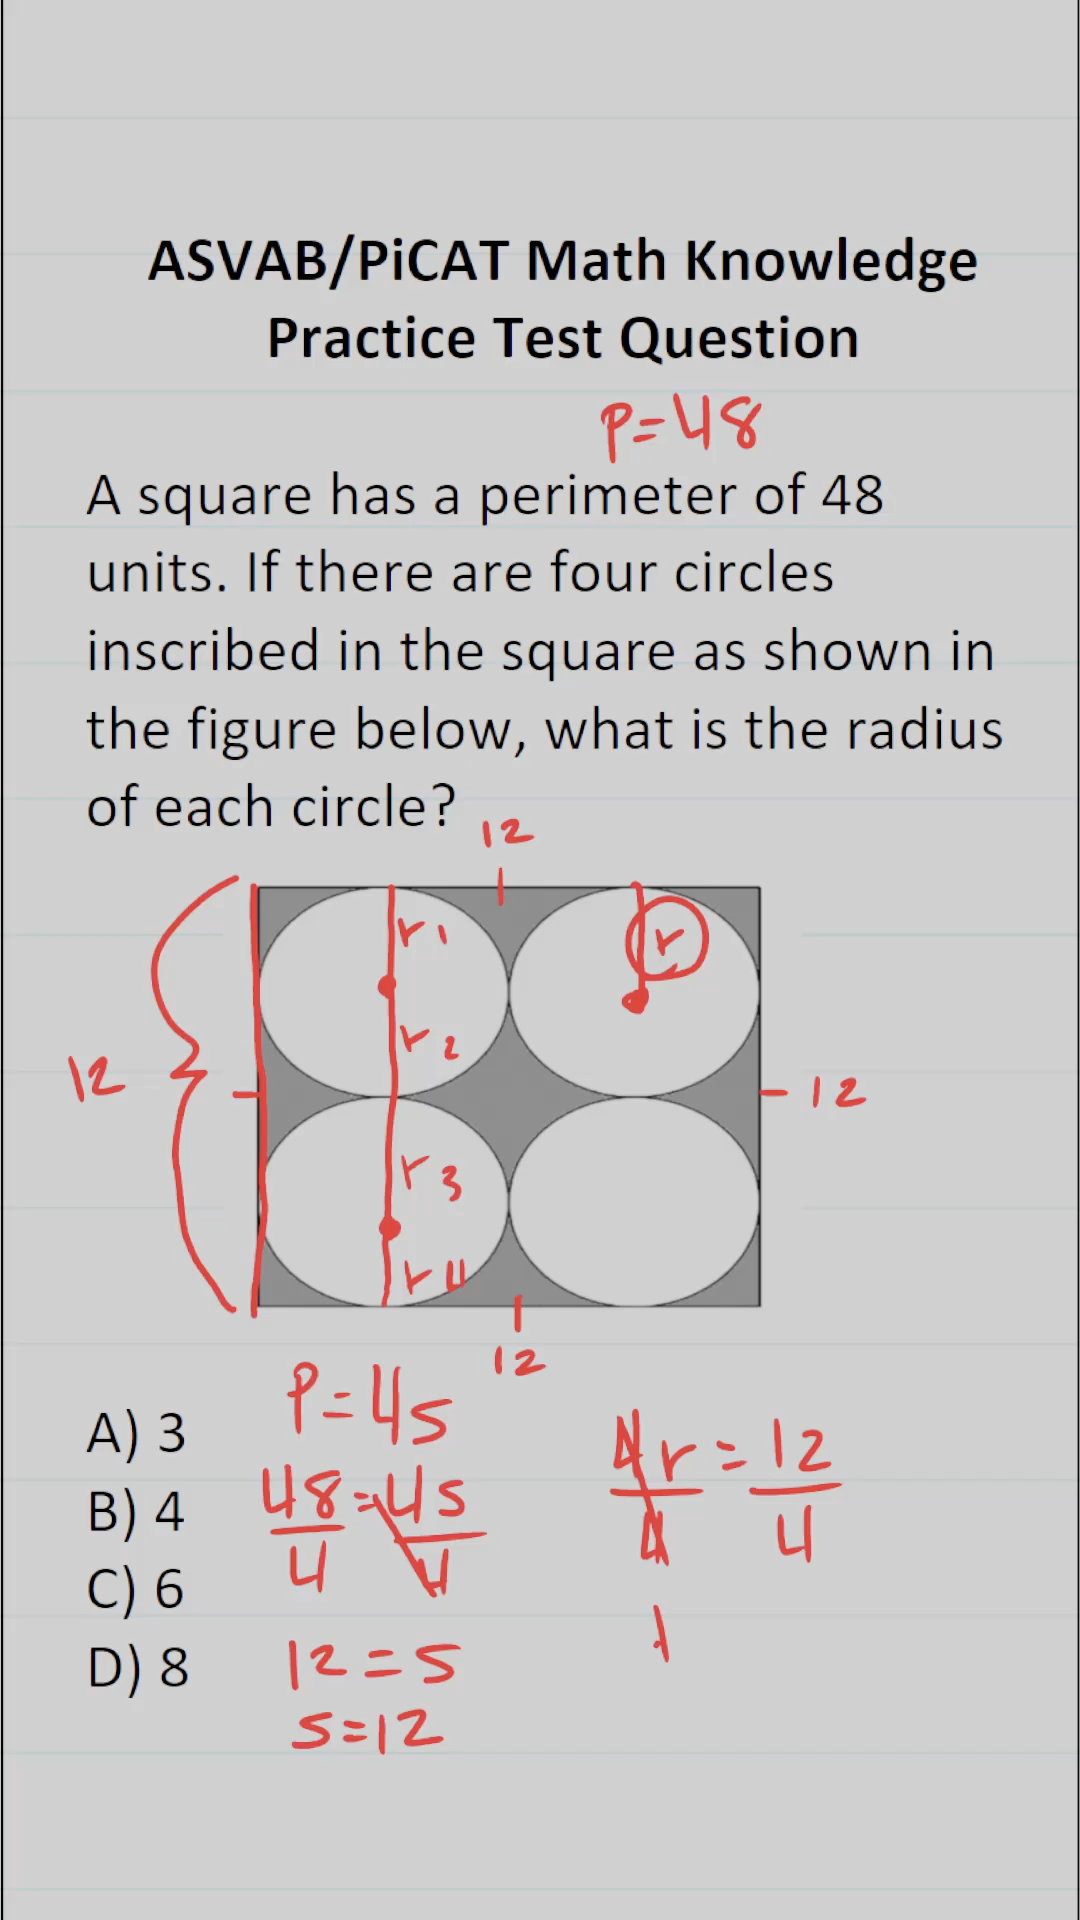 ASVAB/PiCAT Math Knowledge
Practice Test Question
P=48
A square has a perimeter of 48
units. If there are four circles
inscribed in the square as shown in
the figure below, what is the radius
of each circle?
12
r1
r
r2
12
12
r3
r4
12
A) 3
B) 4
C) 6
D) 8
P=4s
48=4s
4 4
12=s
s=12
4r=12
4 4